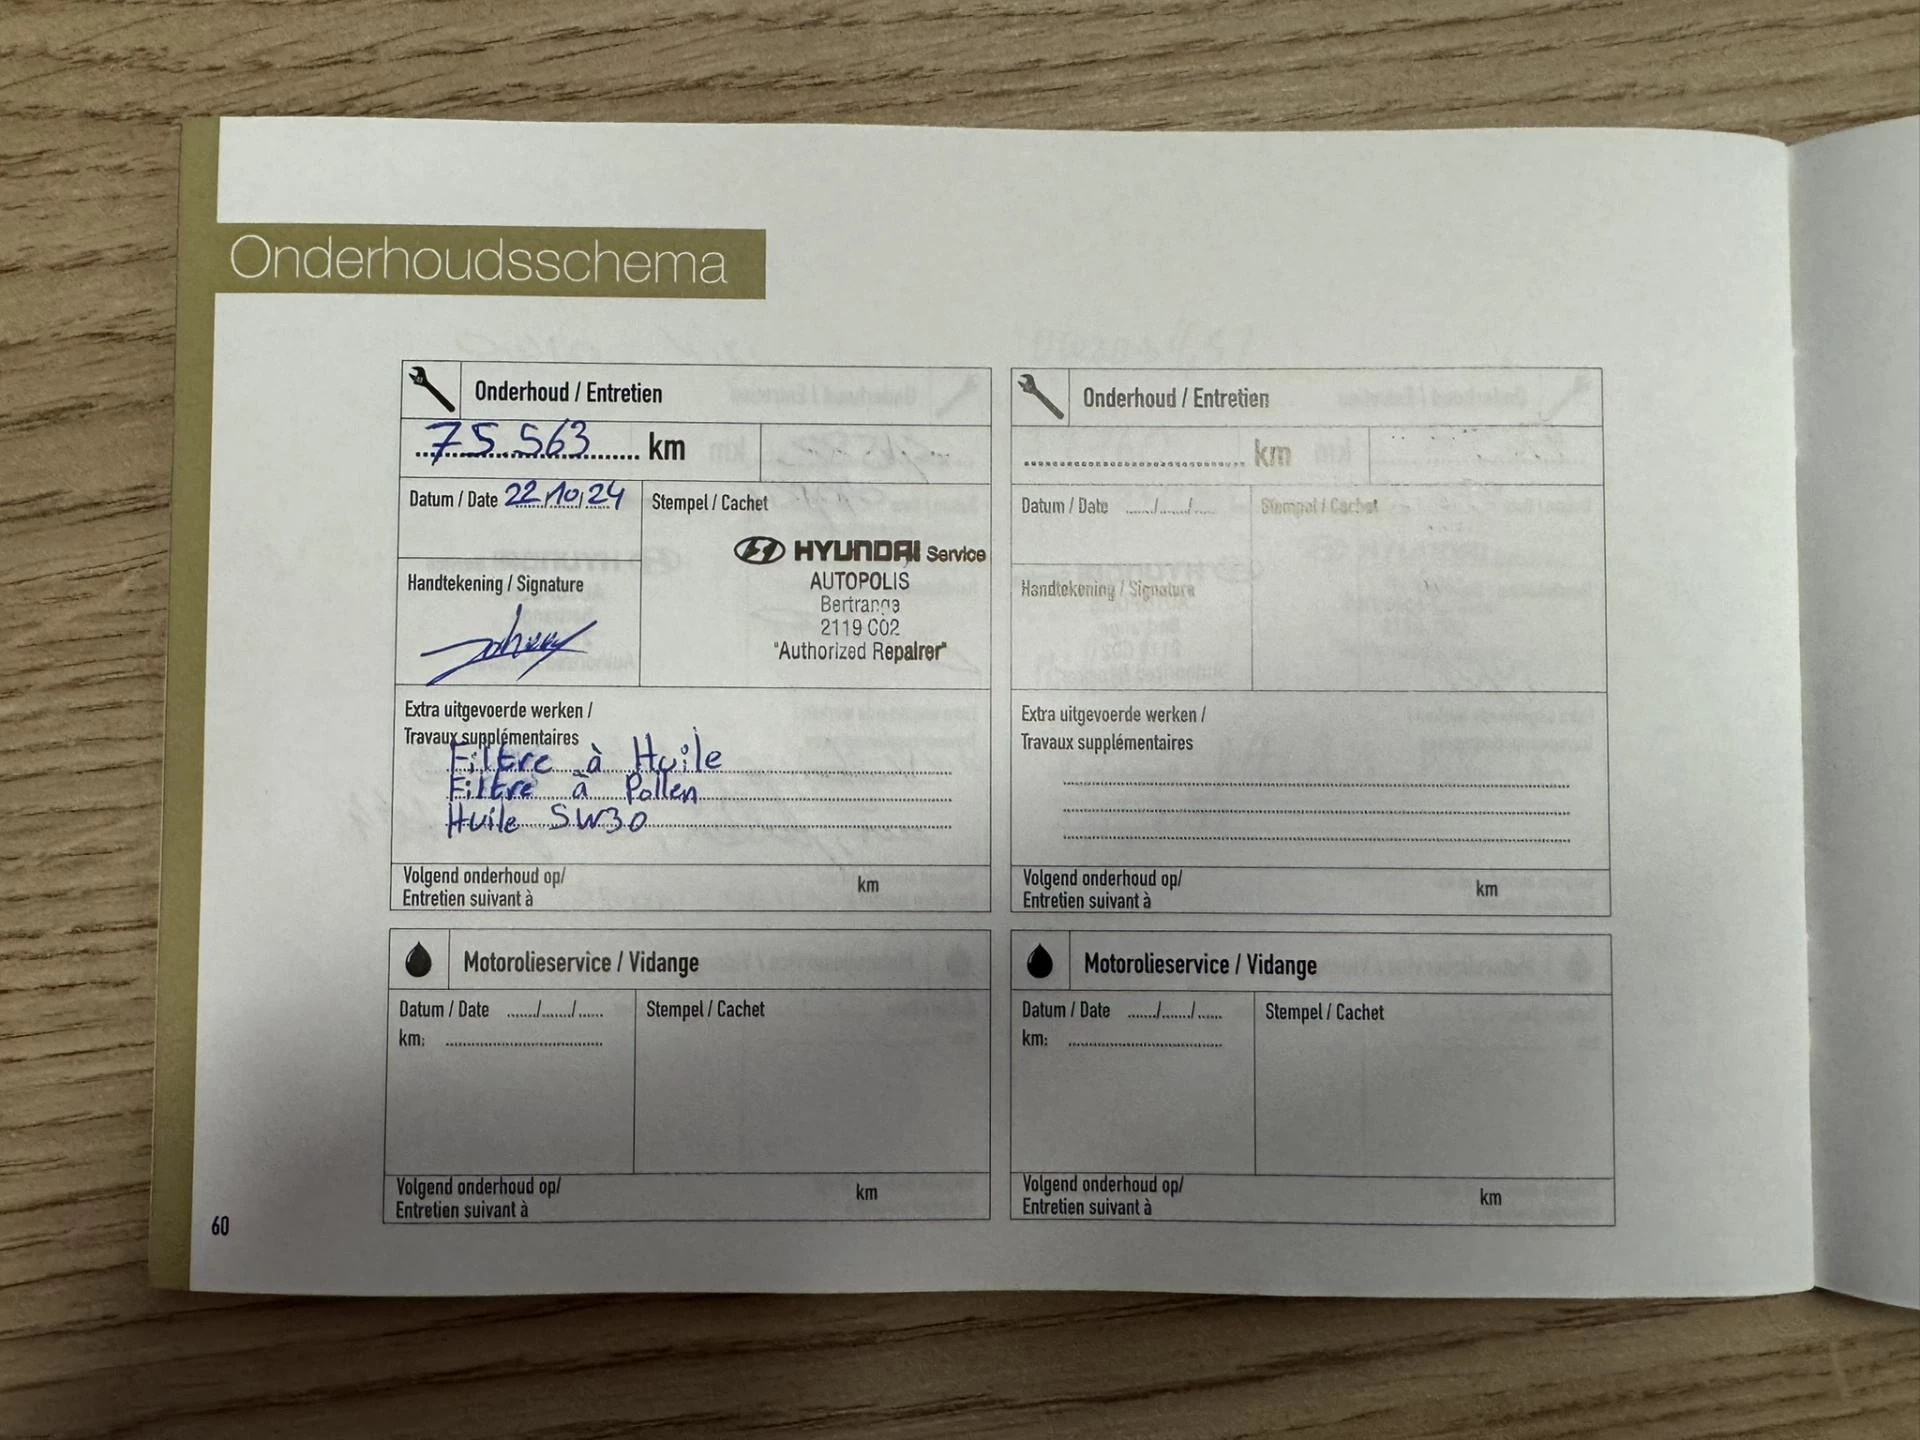 Onderhoudsschema
Onderhoud / Entretien
75.563 km
Datum / Date 22/10/24
Stempel / Cachet
HYUNDAI Service
AUTOPOLIS
Bertrange
2119 C02
"Authorized Repairer"
Handtekening / Signature
Extra uitgevoerde werken /
Travaux supplémentaires
Filtre à Huile
Filtre à Pollen
Huile 5W30
Volgend onderhoud op/
Entretien suivant à
km
Onderhoud / Entretien
km
Datum / Date ....../....../......
Stempel / Cachet
Handtekening / Signature
Extra uitgevoerde werken /
Travaux supplémentaires
Volgend onderhoud op/
Entretien suivant à
km
Motorolieservice / Vidange
Datum / Date ....../....../......
km:
Stempel / Cachet
Volgend onderhoud op/
Entretien suivant à
km
Motorolieservice / Vidange
Datum / Date ....../....../......
km:
Stempel / Cachet
Volgend onderhoud op/
Entretien suivant à
km
60